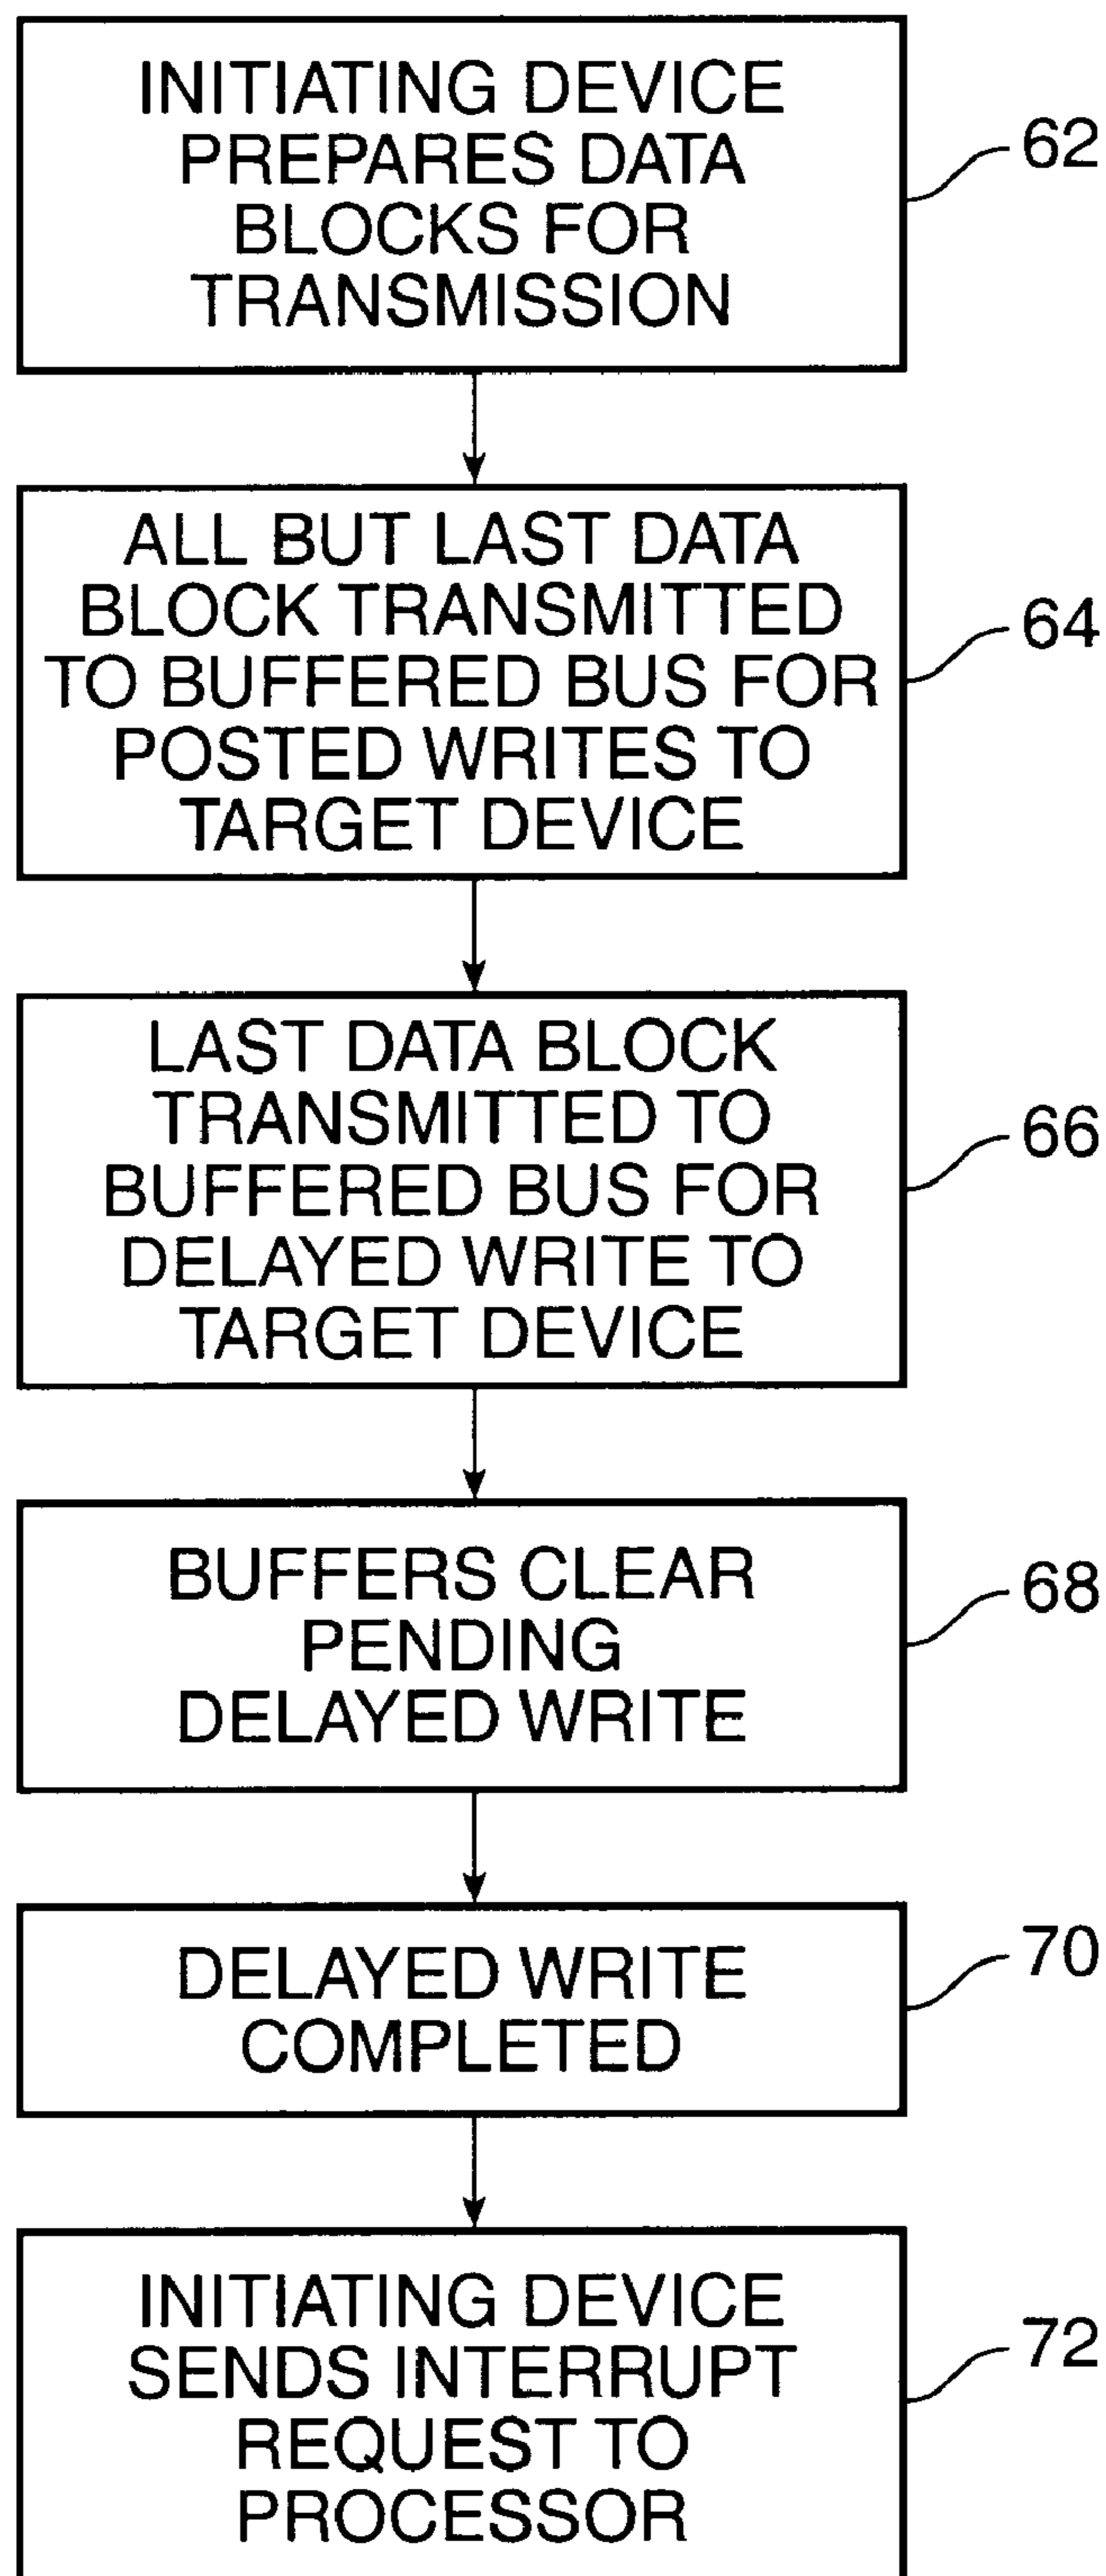 INITIATING DEVICE
PREPARES DATA
BLOCKS FOR
TRANSMISSION
62
ALL BUT LAST DATA
BLOCK TRANSMITTED
TO BUFFERED BUS FOR
POSTED WRITES TO
TARGET DEVICE
64
LAST DATA BLOCK
TRANSMITTED TO
BUFFERED BUS FOR
DELAYED WRITE TO
TARGET DEVICE
66
BUFFERS CLEAR
PENDING
DELAYED WRITE
68
DELAYED WRITE
COMPLETED
70
INITIATING DEVICE
SENDS INTERRUPT
REQUEST TO
PROCESSOR
72